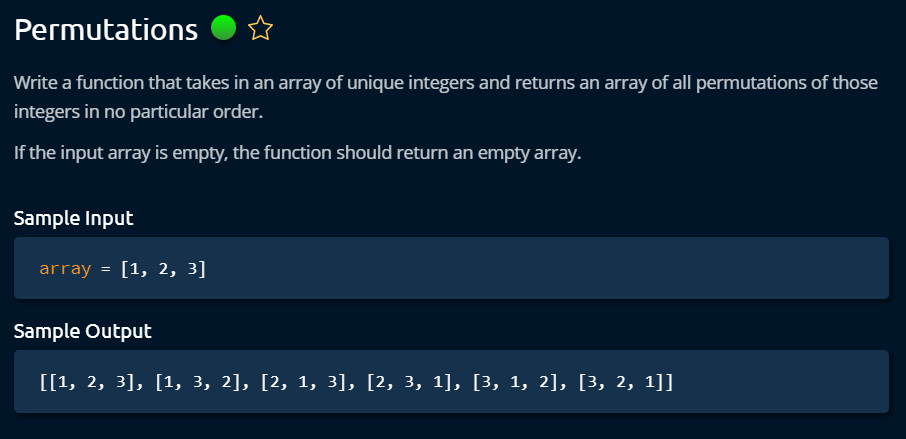 Permutations
Write a function that takes in an array of unique integers and returns an array of all permutations of those
integers in no particular order.
If the input array is empty, the function should return an empty array.
Sample Input
array = [1, 2, 3]
Sample Output
[[1, 2, 3], [1, 3, 2], [2, 1, 3], [2, 3, 1], [3, 1, 2], [3, 2, 1]]